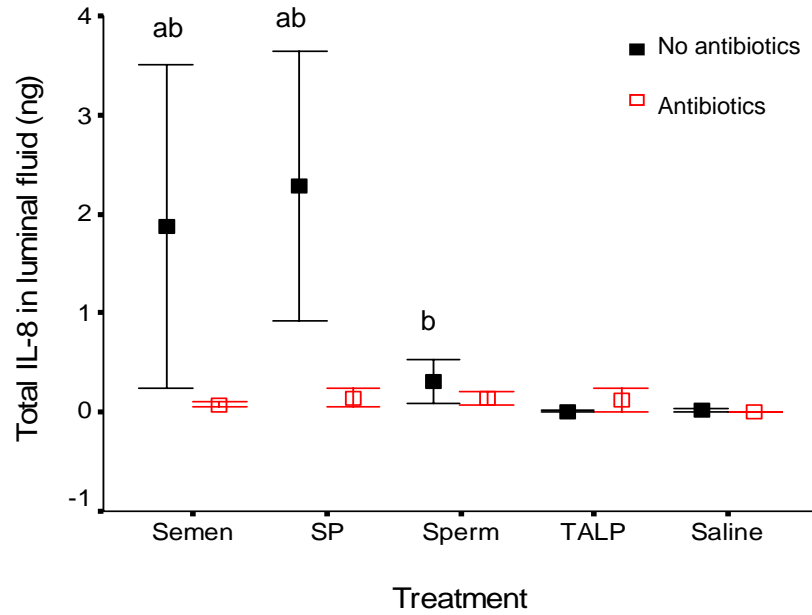 4
ab
ab
No antibiotics
Antibiotics
3
2
1
b
0
-1
Total IL-8 in luminal fluid (ng)
Semen
SP
Sperm
TALP
Saline
Treatment